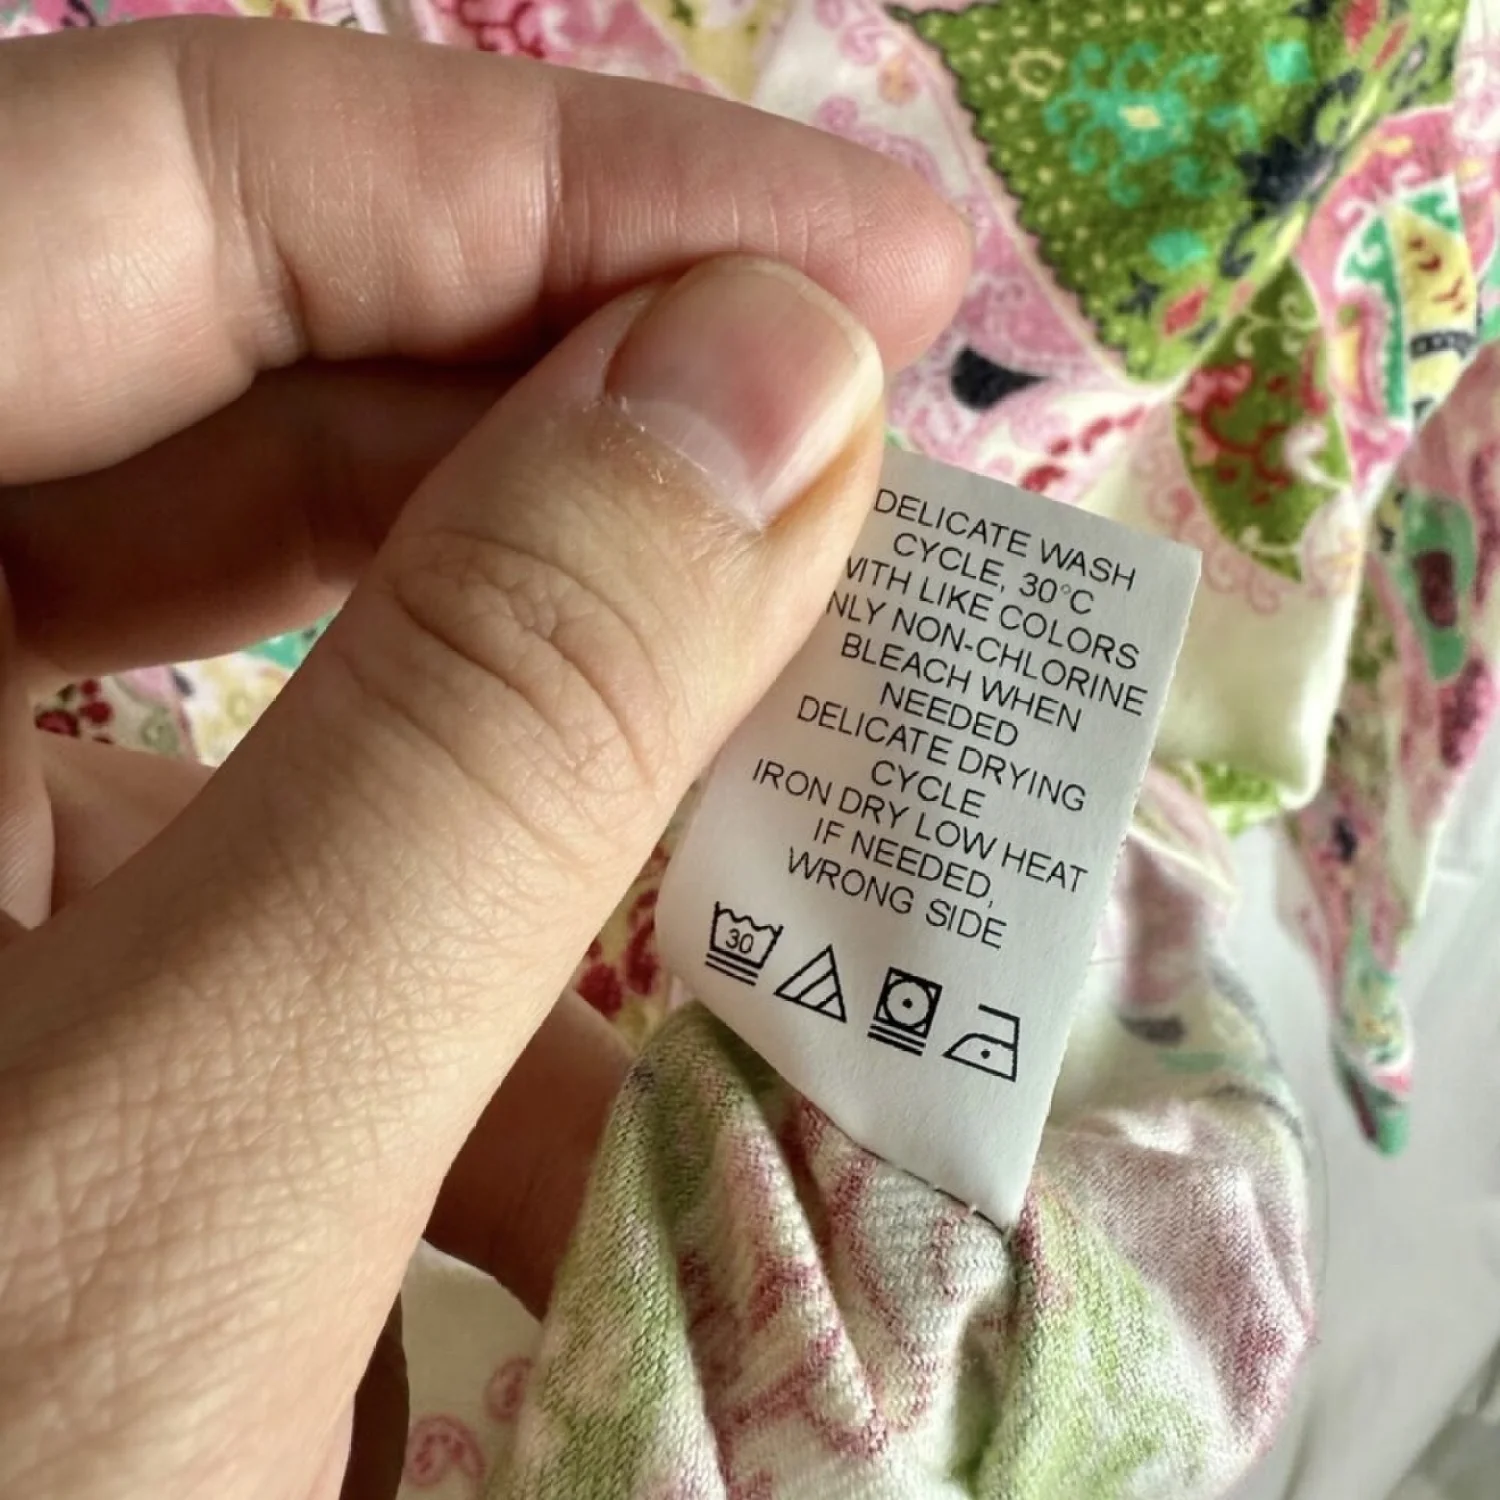 DELICATE WASH
CYCLE, 30°C
WITH LIKE COLORS
NLY NON-CHLORINE
BLEACH WHEN
NEEDED
DELICATE DRYING
CYCLE
IRON DRY LOW HEAT
IF NEEDED,
WRONG SIDE
30